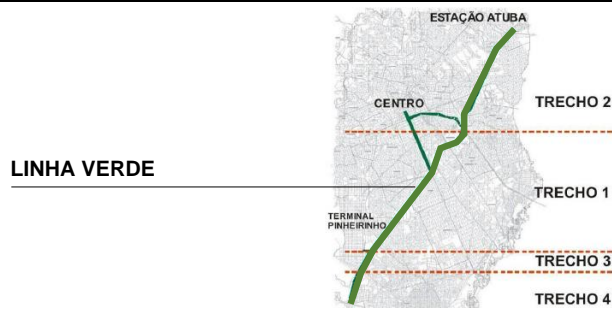 ESTAÇÃO ATUBA
CENTRO
TRECHO 2
LINHA VERDE
TRECHO 1
TERMINAL
PINHEIRINHO
TRECHO 3
TRECHO 4